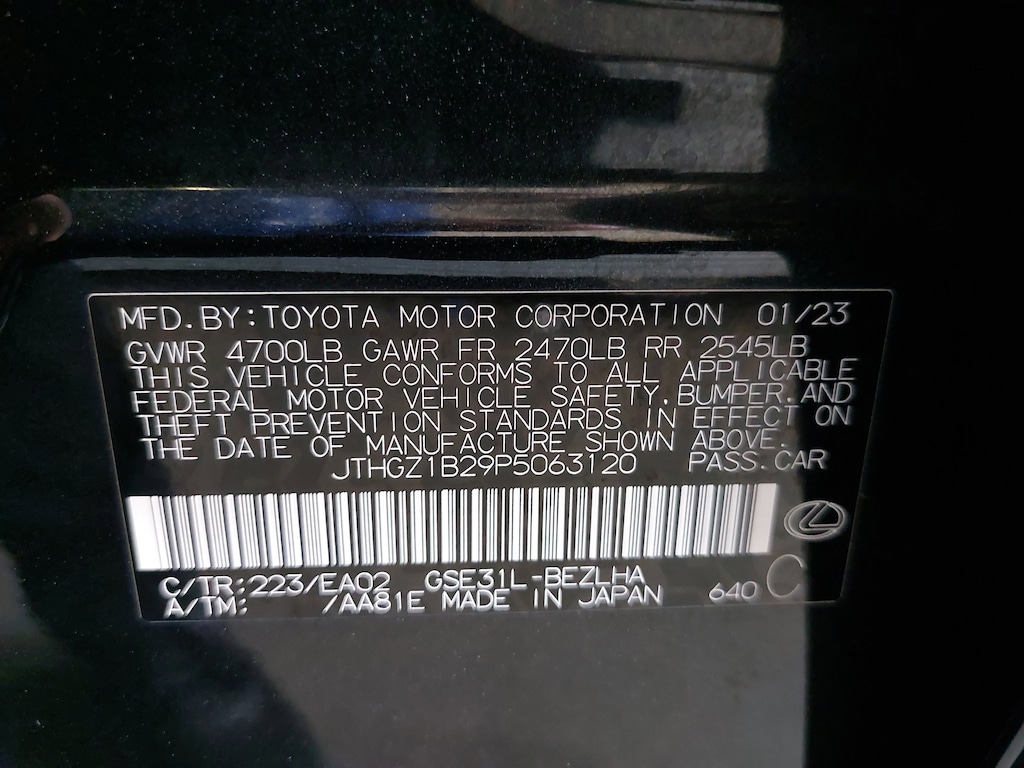 MFD.BY:TOYOTA MOTOR CORPORATION 01/23
GVWR 4700LB GAWR FR 2470LB RR 2545LB
THIS VEHICLE CONFORMS TO ALL APPLICABLE
FEDERAL MOTOR VEHICLE SAFETY,BUMPER,AND
THEFT PREVENTION STANDARDS IN EFFECT ON
THE DATE OF MANUFACTURE SHOWN ABOVE.
JTHGZ1B29P5063120 PASS.CAR
C/TR:223/EA02 GSE31L-BEZLHA
A/TM: /AA81E MADE IN JAPAN 640 C